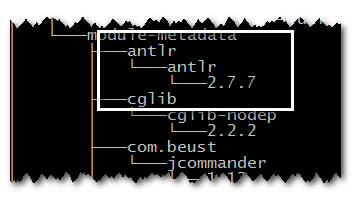 module-metadata
antlr
antlr
2.7.7
cglib
cglib-nodep
2.2.2
com.beust
jcommander